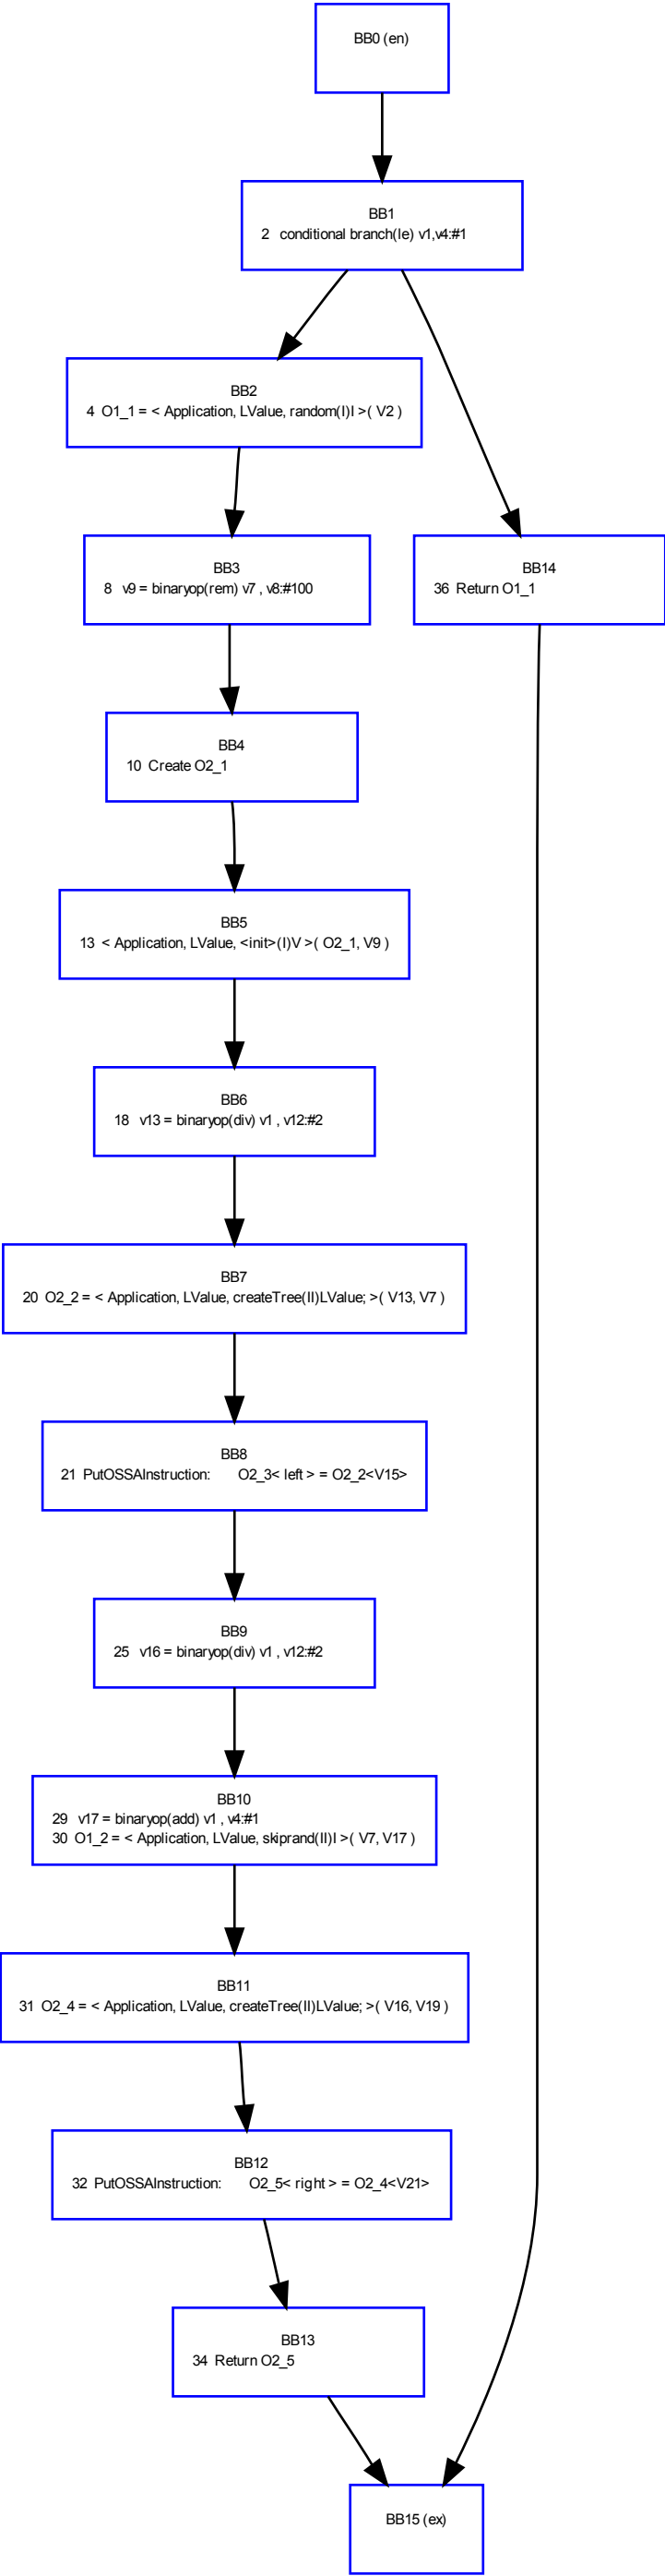 BB0 (en)
BB1
2 conditional branch(le) v1,v4:#1
BB2
4 O1_1 = < Application, LValue, random(I)I >( V2 )
BB3
8 v9 = binaryop(rem) v7 , v8:#100
BB14
36 Return O1_1
BB4
10 Create O2_1
BB5
13 < Application, LValue, <init>(I)V >( O2_1, V9 )
BB6
18 v13 = binaryop(div) v1 , v12:#2
BB7
20 O2_2 = < Application, LValue, createTree(II)LValue; >( V13, V7 )
BB8
21 PutOSSAInstruction: O2_3< left > = O2_2<V15>
BB9
25 v16 = binaryop(div) v1 , v12:#2
BB10
29 v17 = binaryop(add) v1 , v4:#1
30 O1_2 = < Application, LValue, skiprand(II)I >( V7, V17 )
BB11
31 O2_4 = < Application, LValue, createTree(II)LValue; >( V16, V19 )
BB12
32 PutOSSAInstruction: O2_5< right > = O2_4<V21>
BB13
34 Return O2_5
BB15 (ex)